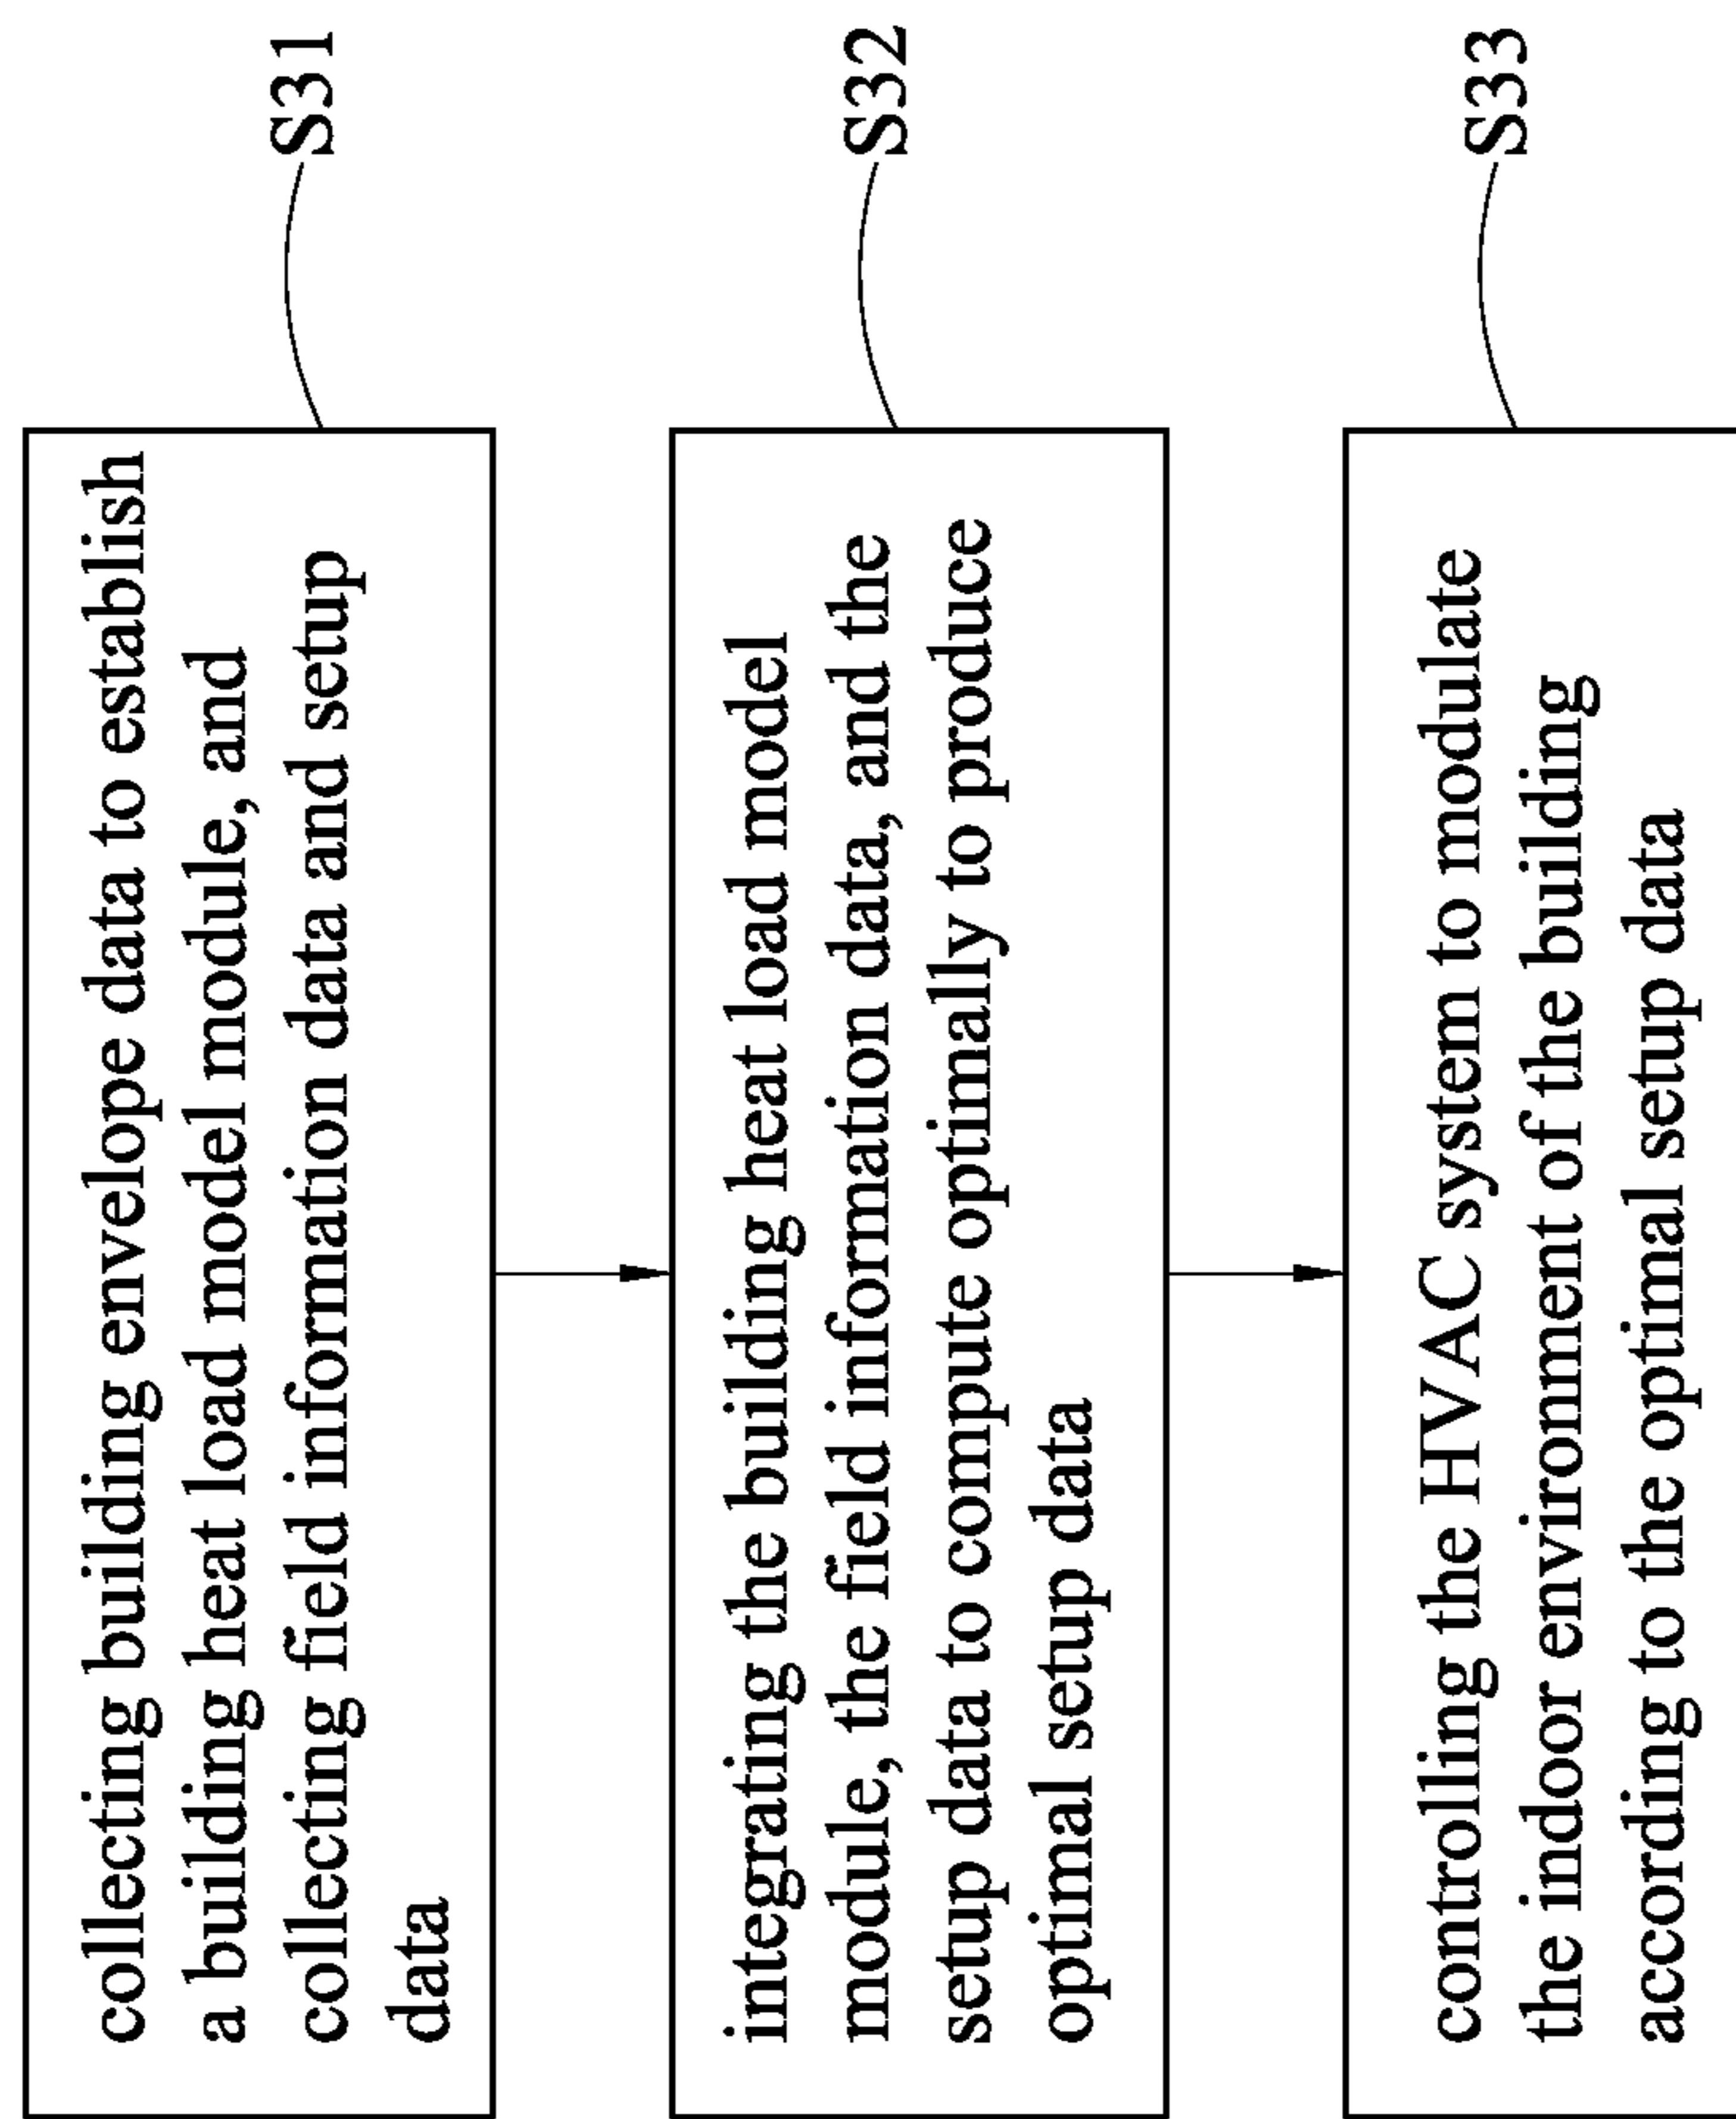 collecting building envelope data to establish
a building heat load model module, and
collecting field information data and setup
data
S31
integrating the building heat load model
module, the field information data, and the
setup data to compute optimally to produce
optimal setup data
S32
controlling the HVAC system to modulate
the indoor environment of the building
according to the optimal setup data
S33